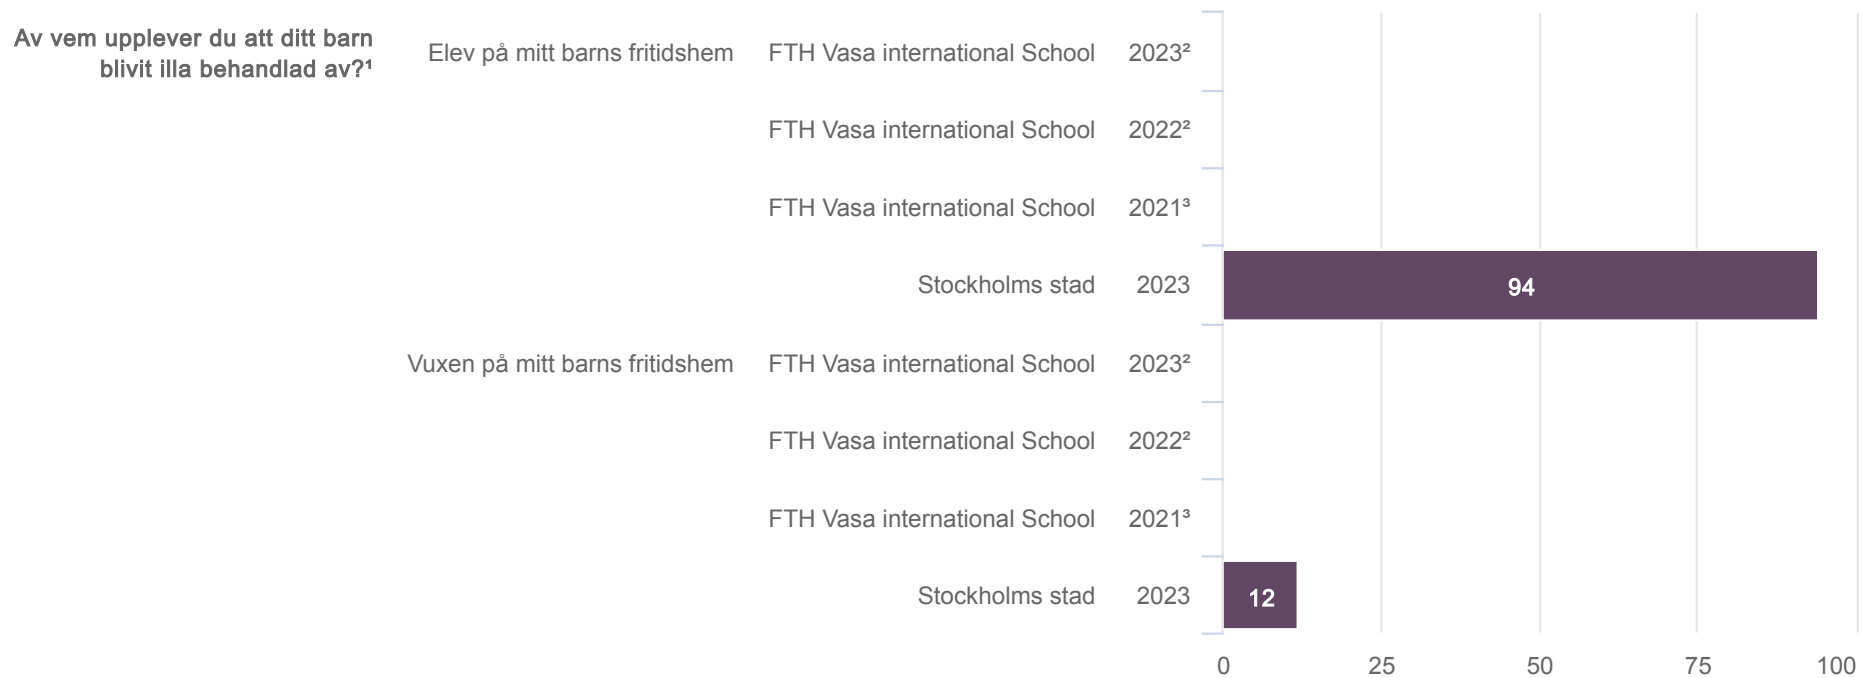 Av vem upplever du att ditt barn
blivit illa behandlad av?¹
Elev på mitt barns fritidshem FTH Vasa international School 2023²
FTH Vasa international School 2022²
FTH Vasa international School 2021³
Stockholms stad 2023 94
Vuxen på mitt barns fritidshem FTH Vasa international School 2023²
FTH Vasa international School 2022²
FTH Vasa international School 2021³
Stockholms stad 2023 12
0 25 50 75 100